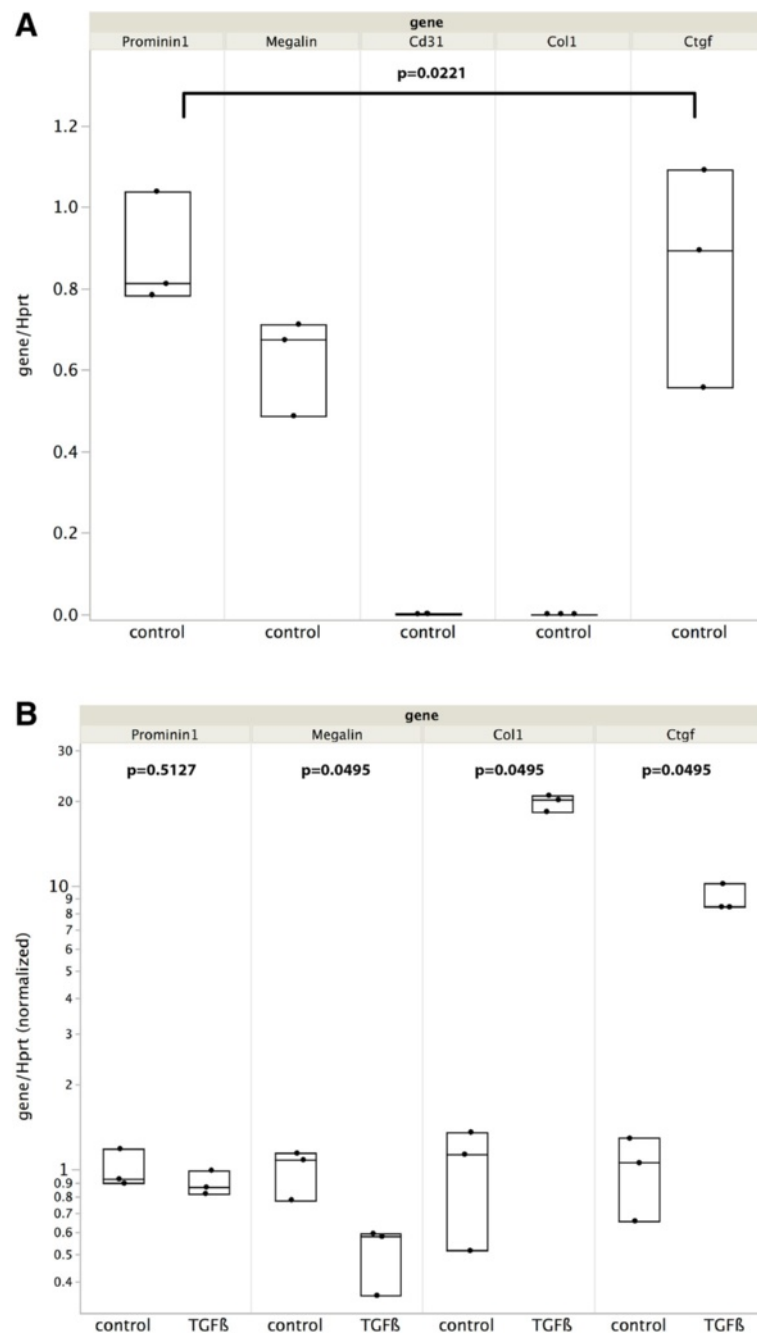 A
gene
Prominin1 Megalin Cd31 Col1 Ctgf
p=0.0221
1.2
1.0
0.8
0.6
0.4
0.2
0.0
gene/Hprt
control control control control control
B
gene
Prominin1 Megalin Col1 Ctgf
p=0.5127 p=0.0495 p=0.0495 p=0.0495
30
20
10
9
8
7
6
5
4
3
2
1
0.9
0.8
0.7
0.6
0.5
0.4
gene/Hprt (normalized)
control TGFß control TGFß control TGFß control TGFß